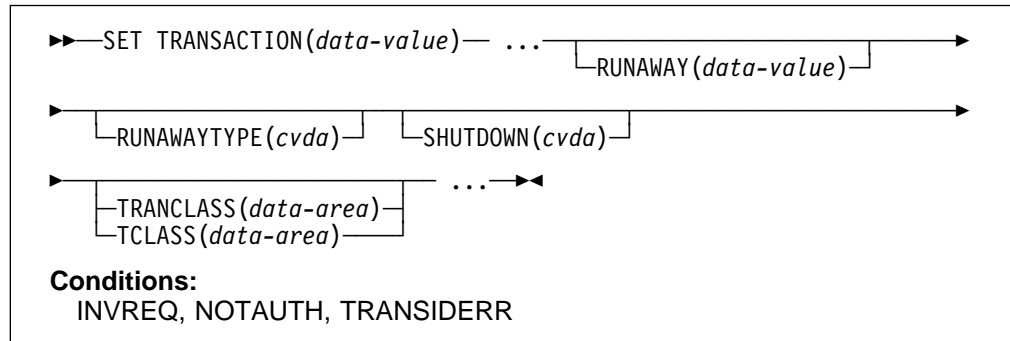 SET TRANSACTION(data-value) ...
RUNAWAY(data-value)
RUNAWAYTYPE(cvda) SHUTDOWN(cvda)
...
TRANCLASS(data-area)
TCLASS(data-area)
Conditions:
INVREQ, NOTAUTH, TRANSIDERR